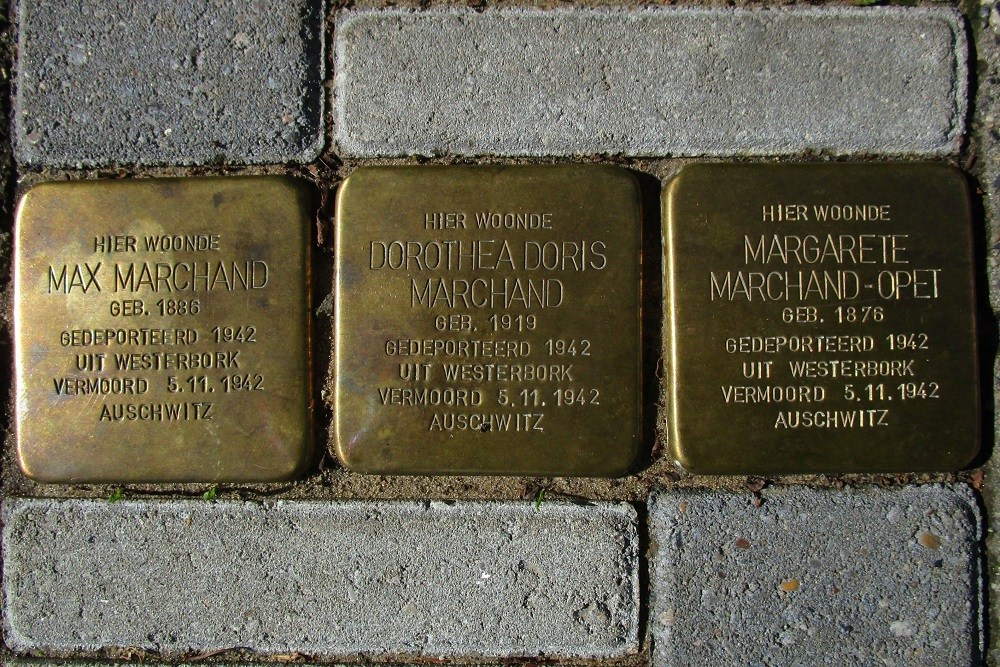 HIER WOONDE
MAX MARCHAND
GEB. 1886
GEDEPORTEERD 1942
UIT WESTERBORK
VERMOORD 5.11.1942
AUSCHWITZ
HIER WOONDE
DOROTHEA DORIS
MARCHAND
GEB. 1919
GEDEPORTEERD 1942
UIT WESTERBORK
VERMOORD 5.11.1942
AUSCHWITZ
HIER WOONDE
MARGARETE
MARCHAND-OPET
GEB. 1876
GEDEPORTEERD 1942
UIT WESTERBORK
VERMOORD 5.11.1942
AUSCHWITZ